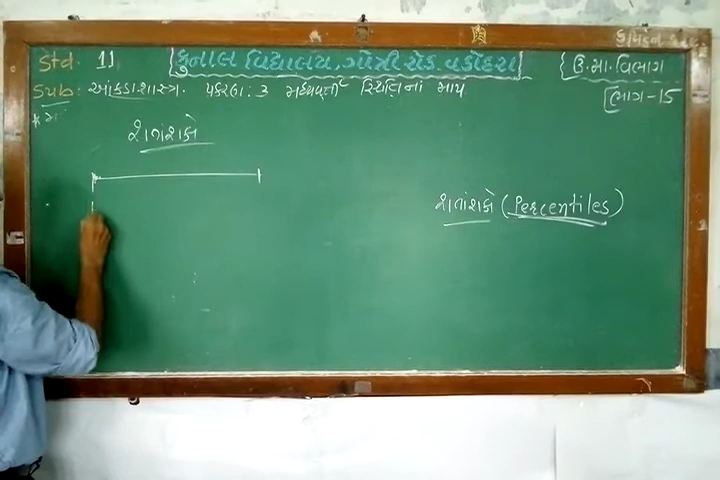 Std. 11
કુનાલ વિદ્યાલય, ગોત્રી રોડ, વડોદરા
ઉ.મા. વિભાગ
Sub: આંકડાશાસ્ત્ર. પ્રકરણ : 3 મધ્યવર્તી સ્થિતિનાં માપ
ભાગ-15
શતાંશકો
શતાંશકો (Percentiles)